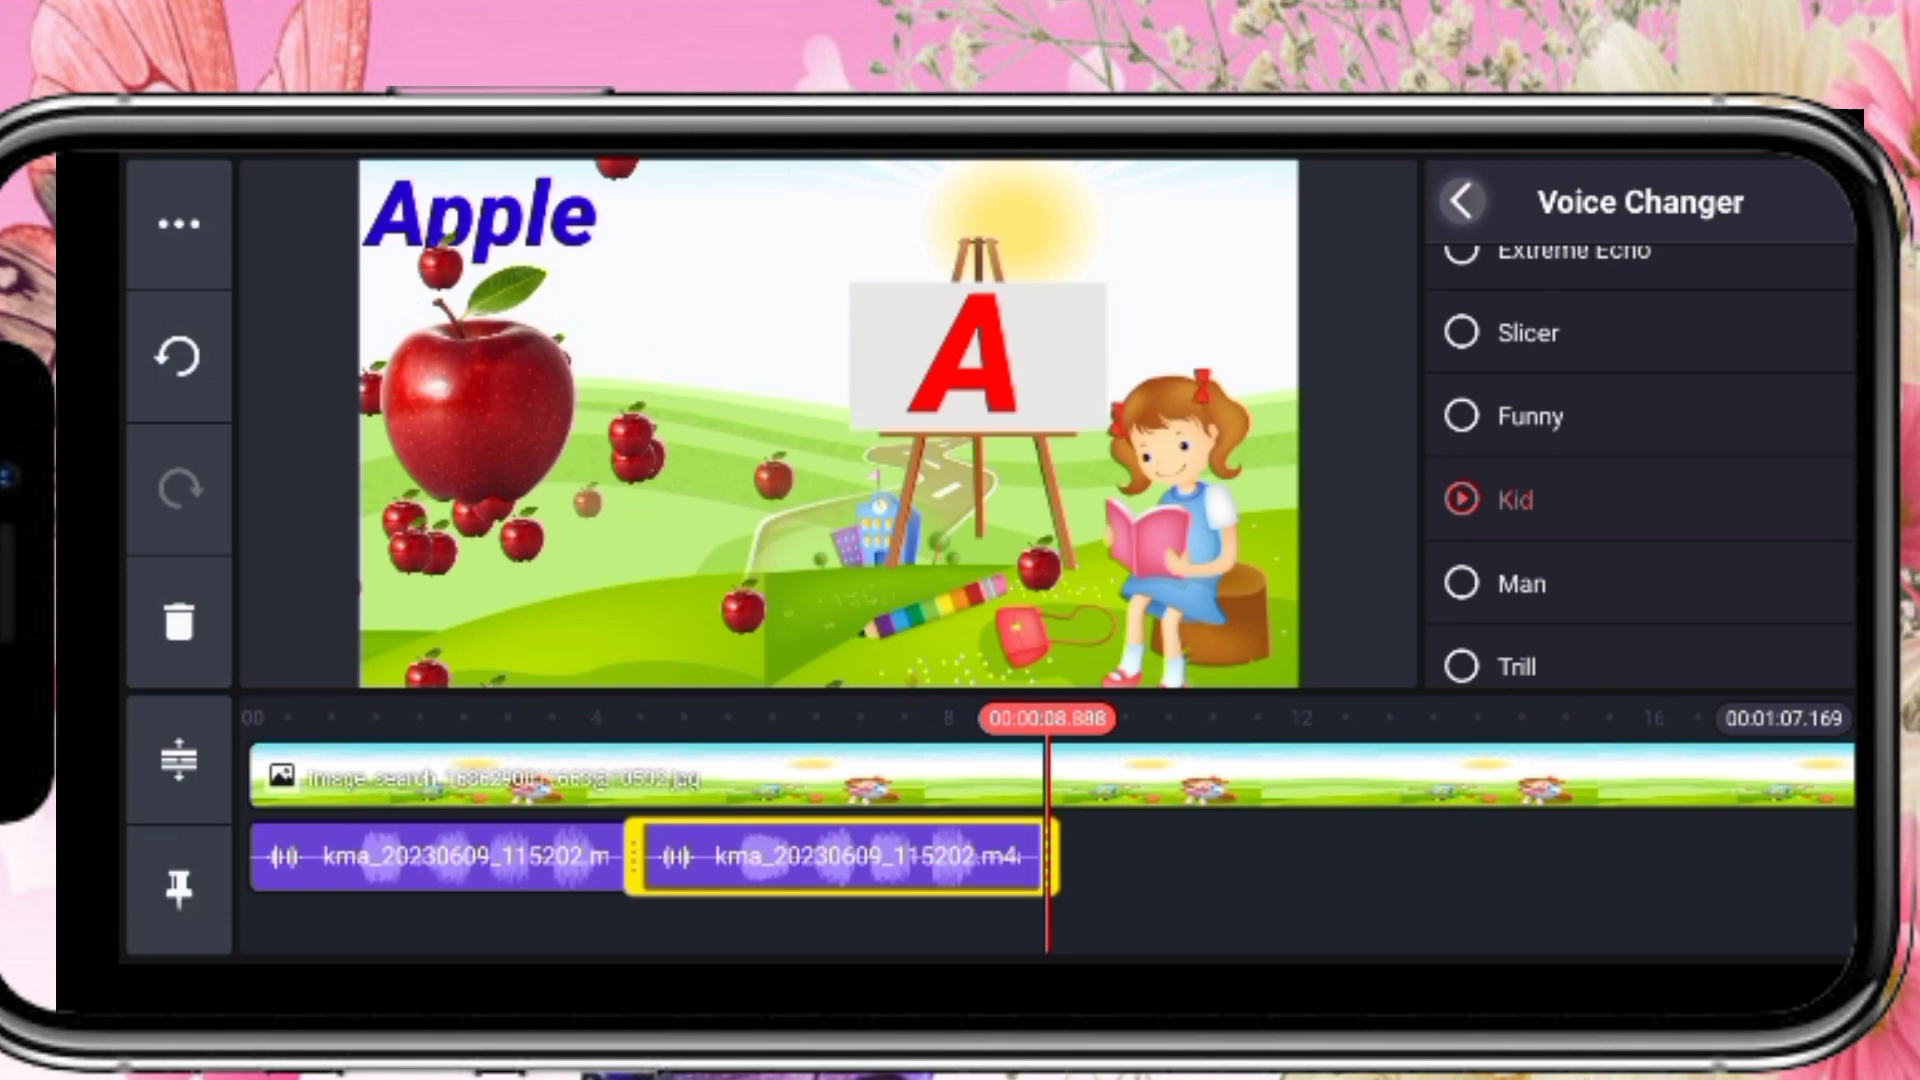 Apple
A
Voice Changer
Extreme Echo
Slicer
Funny
Kid
Man
Trill
00
4
8
00:00:08.888
12
16
00:01:07.169
kma_20230609_115202.m
kma_20230609_115202.m4